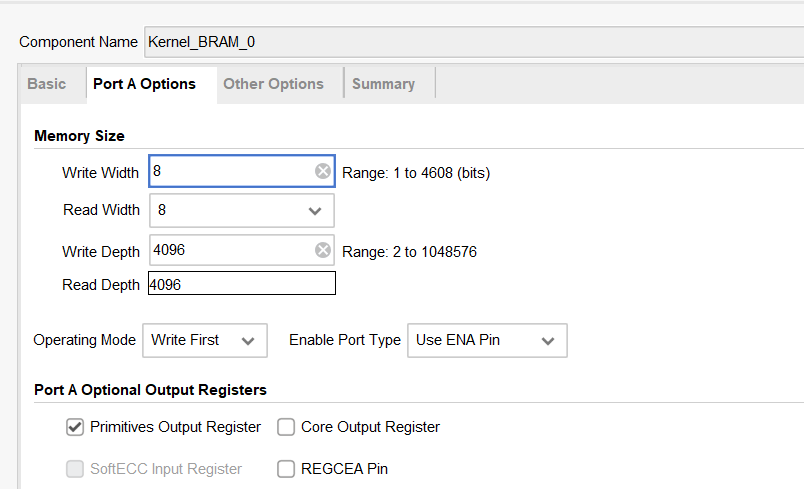 Component Name Kernel_BRAM_0
Basic Port A Options Other Options Summary
Memory Size
Write Width 8 Range: 1 to 4608 (bits)
Read Width 8
Write Depth 4096 Range: 2 to 1048576
Read Depth 4096
Operating Mode Write First Enable Port Type Use ENA Pin
Port A Optional Output Registers
Primitives Output Register Core Output Register
SoftECC Input Register REGCEA Pin